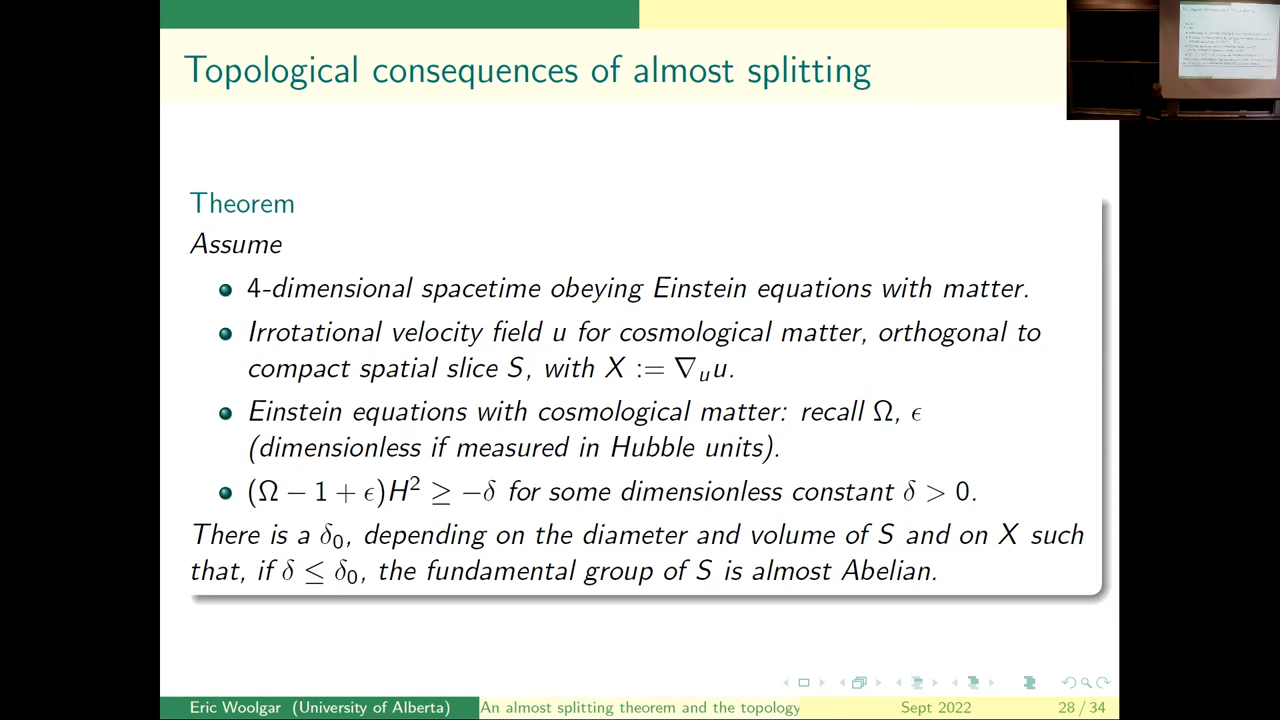 Topological consequences of almost splitting
Theorem
Assume
4-dimensional spacetime obeying Einstein equations with matter.
Irrotational velocity field u for cosmological matter, orthogonal to
compact spatial slice S, with X := ∇ᵤu.
Einstein equations with cosmological matter: recall Ω, ϵ
(dimensionless if measured in Hubble units).
(Ω − 1 + ϵ)H² ≥ −δ for some dimensionless constant δ > 0.
There is a δ₀, depending on the diameter and volume of S and on X such
that, if δ ≤ δ₀, the fundamental group of S is almost Abelian.
Eric Woolgar (University of Alberta)
An almost splitting theorem and the topology
Sept 2022
28 / 34